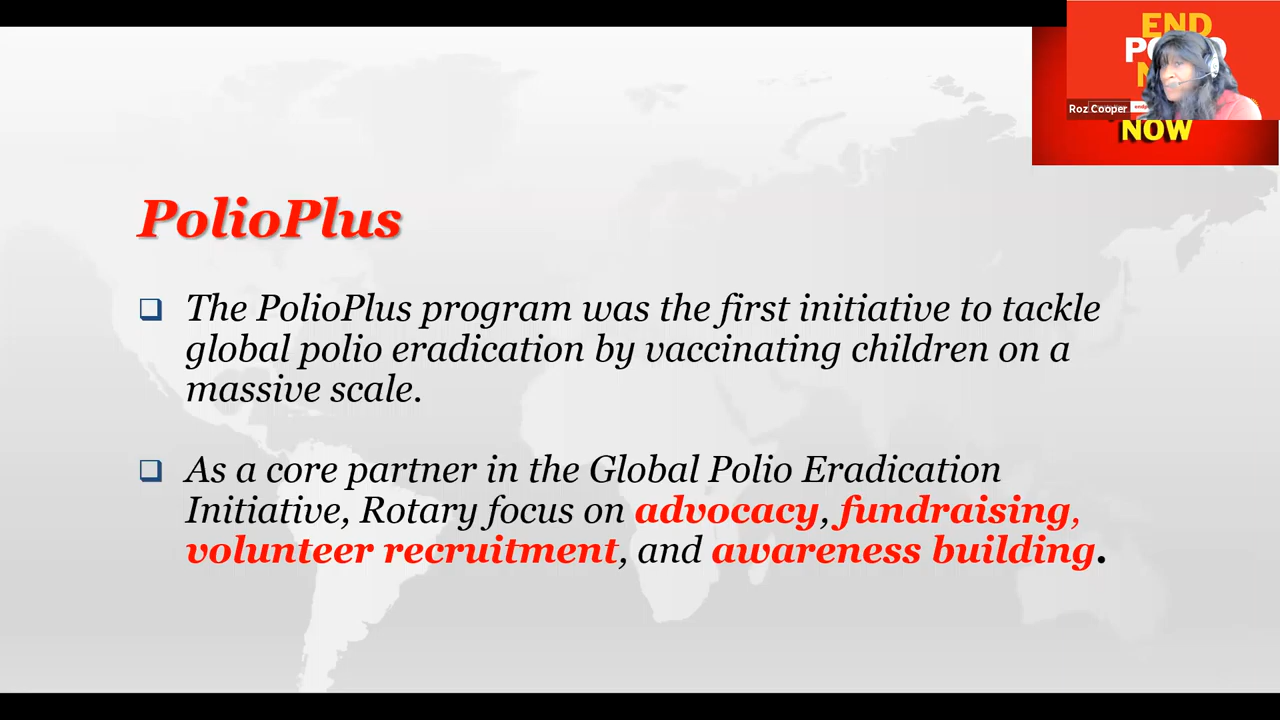 END
PO
Roz Cooper
NOW
PolioPlus
The PolioPlus program was the first initiative to tackle
global polio eradication by vaccinating children on a
massive scale.
As a core partner in the Global Polio Eradication
Initiative, Rotary focus on advocacy, fundraising,
volunteer recruitment, and awareness building.